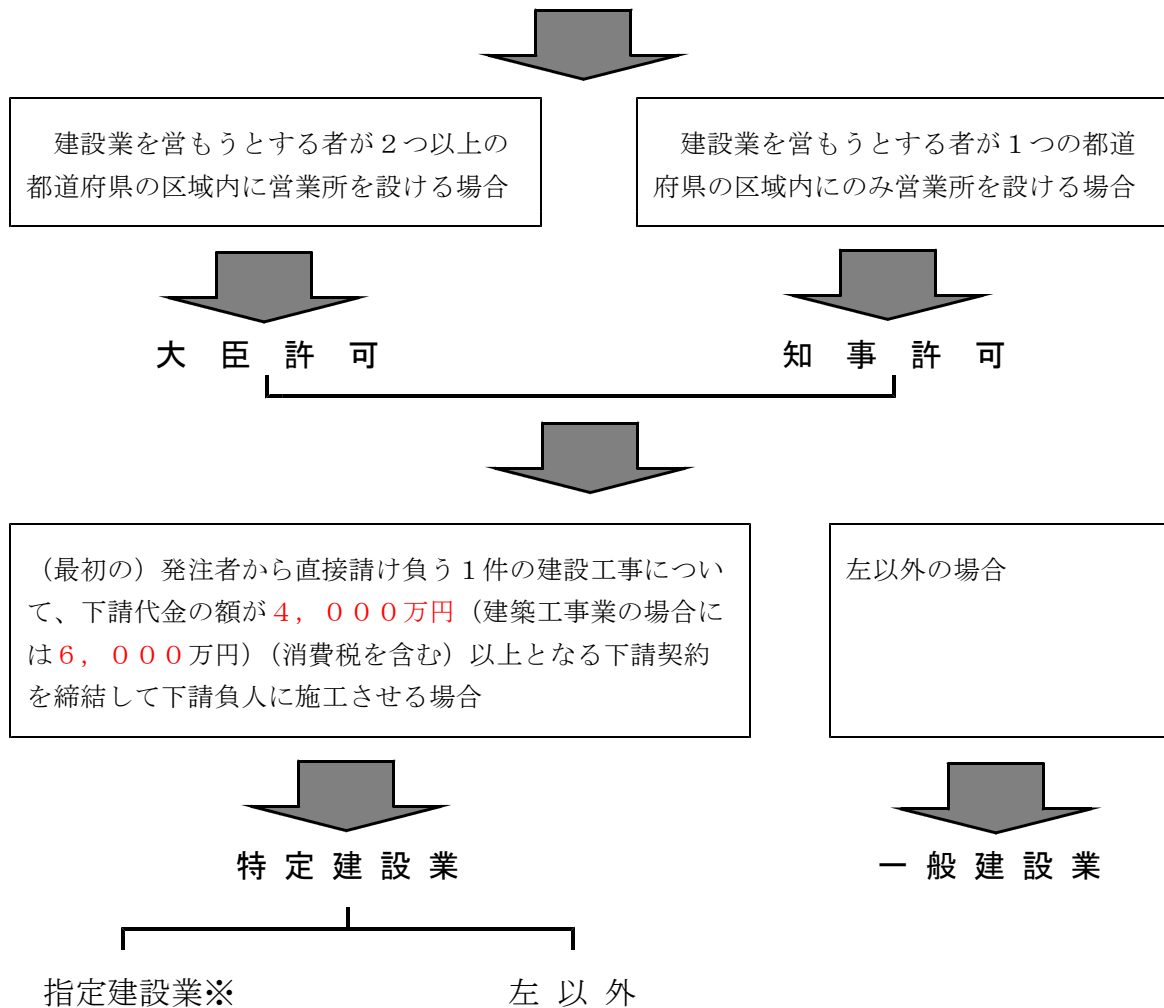 建設業を営もうとする者が２つ以上の
都道府県の区域内に営業所を設ける場合
建設業を営もうとする者が１つの都道
府県の区域内にのみ営業所を設ける場合
大臣許可
知事許可
（最初の）発注者から直接請け負う１件の建設工事につい
て、下請代金の額が４，０００万円（建築工事業の場合に
は６，０００万円）（消費税を含む）以上となる下請契約
を締結して下請負人に施工させる場合
左以外の場合
特定建設業
一般建設業
指定建設業※
左以外